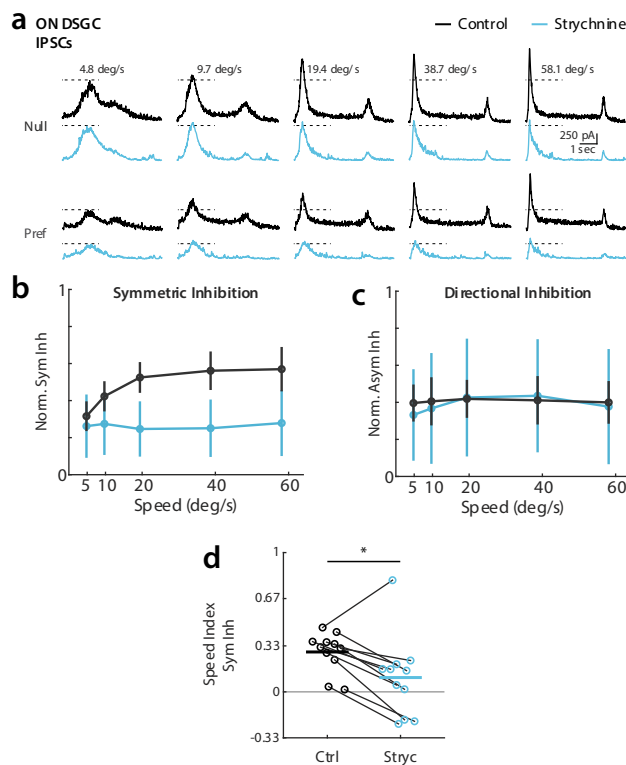 a ON DSGC IPSCs
Control Strychnine
4.8 deg/s 9.7 deg/s 19.4 deg/s 38.7 deg/s 58.1 deg/s
Null
250 pA
1 sec
Pref
b Symmetric Inhibition
1
Norm. Sym Inh
0
5 10 20 40 60
Speed (deg/s)
c Directional Inhibition
1
Norm. Asym Inh
0
5 10 20 40 60
Speed (deg/s)
d
*
1
0.67
0.33
0
-0.33
Speed Index
Sym Inh
Ctrl Stryc